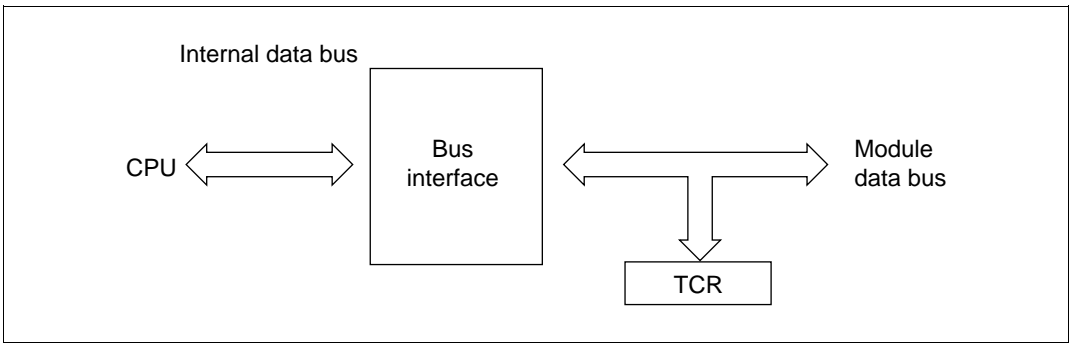 Internal data bus
CPU
Bus
interface
Module
data bus
TCR